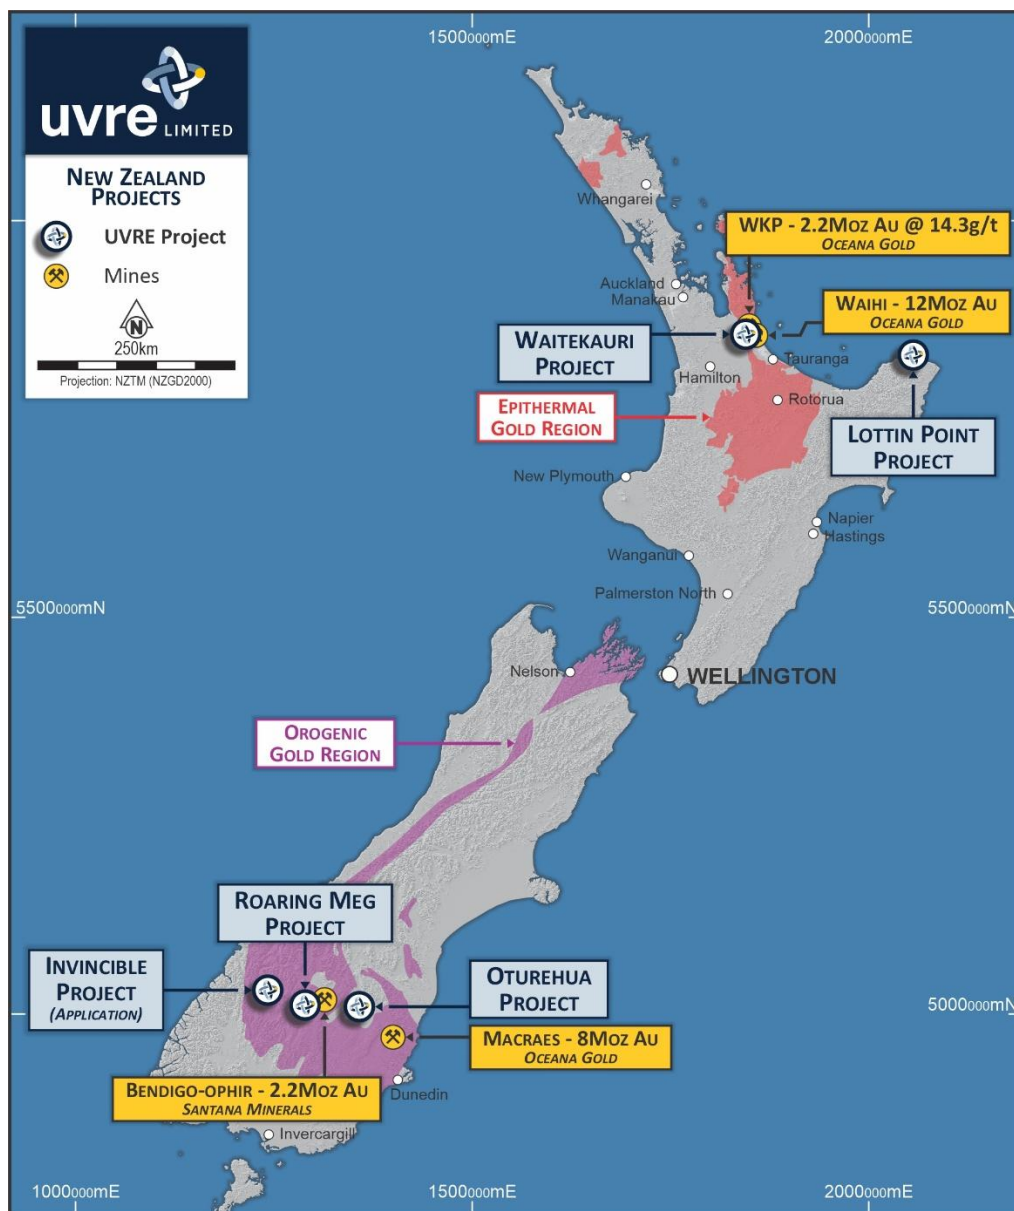 1500000mE
2000000mE
uvre LIMITED
NEW ZEALAND
PROJECTS
UVRE Project
Mines
N
250km
Projection: NZTM (NZGD2000)
Whangarei
WKP - 2.2MOZ AU @ 14.3g/t
OCEANA GOLD
Auckland
Manakau
WAIHI - 12MOZ AU
OCEANA GOLD
WAITEKAURI
PROJECT
Tauranga
Hamilton
EPITHERMAL
GOLD REGION
Rotorua
LOTTIN POINT
PROJECT
New Plymouth
Napier
Hastings
Wanganui
Palmerston North
5500000mN
5500000mN
Nelson
WELLINGTON
OROGENIC
GOLD REGION
ROARING MEG
PROJECT
INVINCIBLE
PROJECT
(APPLICATION)
OTUREHUA
PROJECT
5000000mN
MACRAES - 8MOZ AU
OCEANA GOLD
BENDIGO-OPHIR - 2.2MOZ AU
SANTANA MINERALS
Dunedin
Invercargill
1000000mE
1500000mE
2000000mE